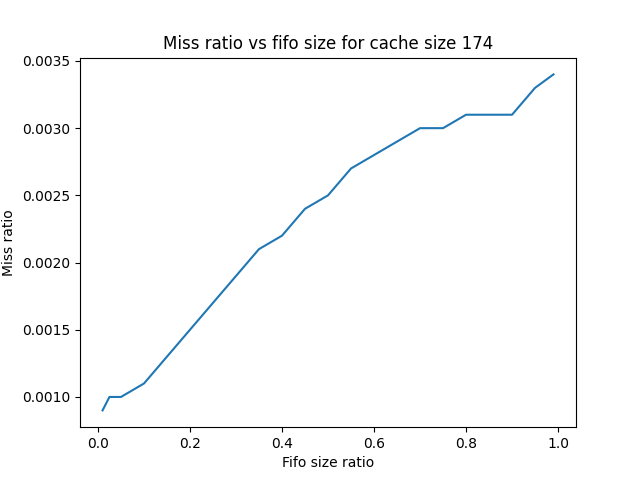 Miss ratio vs fifo size for cache size 174
Miss ratio
0.0035
0.0030
0.0025
0.0020
0.0015
0.0010
0.0 0.2 0.4 0.6 0.8 1.0
Fifo size ratio